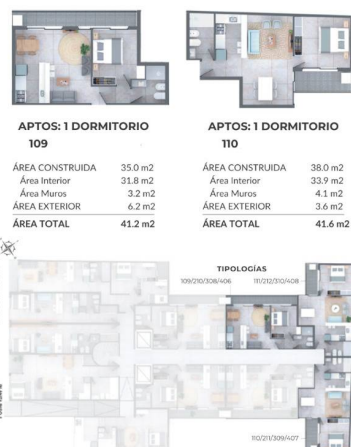 APTOS: 1 DORMITORIO
109
ÁREA CONSTRUIDA 35.0 m2
Área Interior 31.8 m2
Área Muros 3.2 m2
ÁREA EXTERIOR 6.2 m2
ÁREA TOTAL 41.2 m2
APTOS: 1 DORMITORIO
110
ÁREA CONSTRUIDA 38.0 m2
Área Interior 33.9 m2
Área Muros 4.1 m2
ÁREA EXTERIOR 3.6 m2
ÁREA TOTAL 41.6 m2
TIPOLOGÍAS
109/210/308/406 111/212/310/408
110/211/309/407